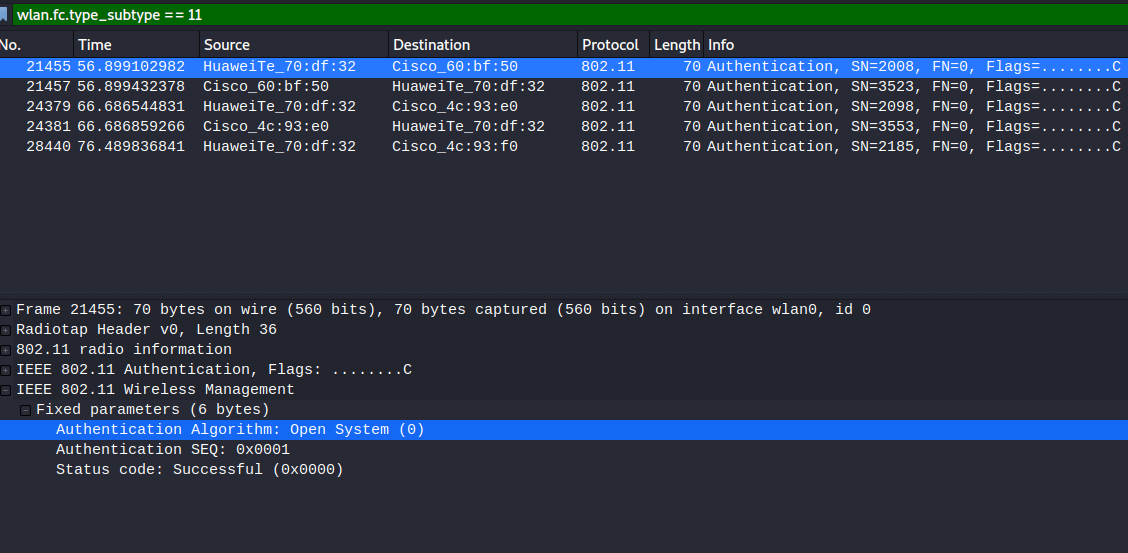 wlan.fc.type_subtype == 11
No. Time Source Destination Protocol Length Info
21455 56.899102982 HuaweiTe_70:df:32 Cisco_60:bf:50 802.11 70 Authentication, SN=2008, FN=0, Flags=........C
21457 56.899432378 Cisco_60:bf:50 HuaweiTe_70:df:32 802.11 70 Authentication, SN=3523, FN=0, Flags=........C
24379 66.686544831 HuaweiTe_70:df:32 Cisco_4c:93:e0 802.11 70 Authentication, SN=2098, FN=0, Flags=........C
24381 66.686859266 Cisco_4c:93:e0 HuaweiTe_70:df:32 802.11 70 Authentication, SN=3553, FN=0, Flags=........C
28440 76.489836841 HuaweiTe_70:df:32 Cisco_4c:93:f0 802.11 70 Authentication, SN=2185, FN=0, Flags=........C
Frame 21455: 70 bytes on wire (560 bits), 70 bytes captured (560 bits) on interface wlan0, id 0
Radiotap Header v0, Length 36
802.11 radio information
IEEE 802.11 Authentication, Flags: ........C
IEEE 802.11 Wireless Management
Fixed parameters (6 bytes)
Authentication Algorithm: Open System (0)
Authentication SEQ: 0x0001
Status code: Successful (0x0000)